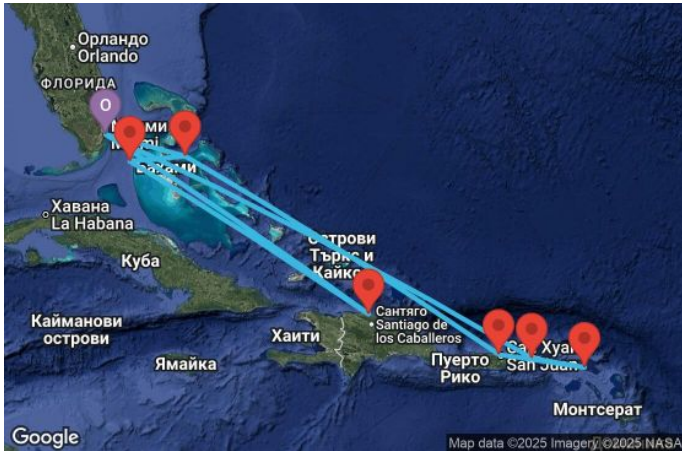 Орландо
Orlando
ФЛОРИДА
O
Хавана
La Habana
Куба
Острови
Търкс и
Кайкос
Кайманови
острови
Ямайка
Хаити
Сантяго
Santiago de
los Caballeros
Пуерто
Рико
San Juan
Монтсерат
Google
Map data ©2025 Imagery ©2025 NASA